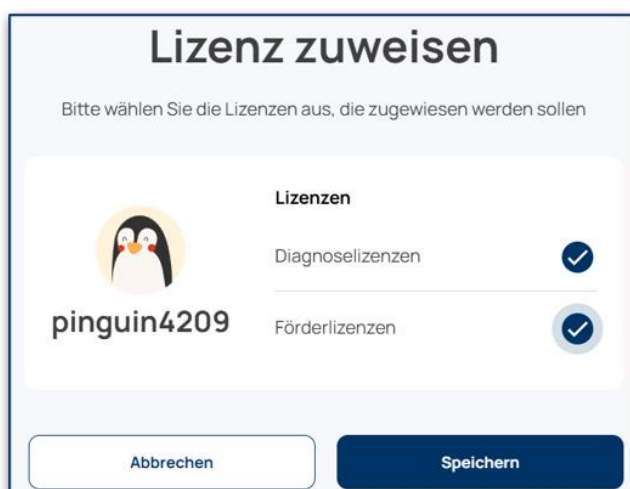 Lizenz zuweisen
Bitte wählen Sie die Lizenzen aus, die zugewiesen werden sollen
Lizenzen
Diagnoselizenzen
pinguin4209
Förderlizenzen
Abbrechen
Speichern